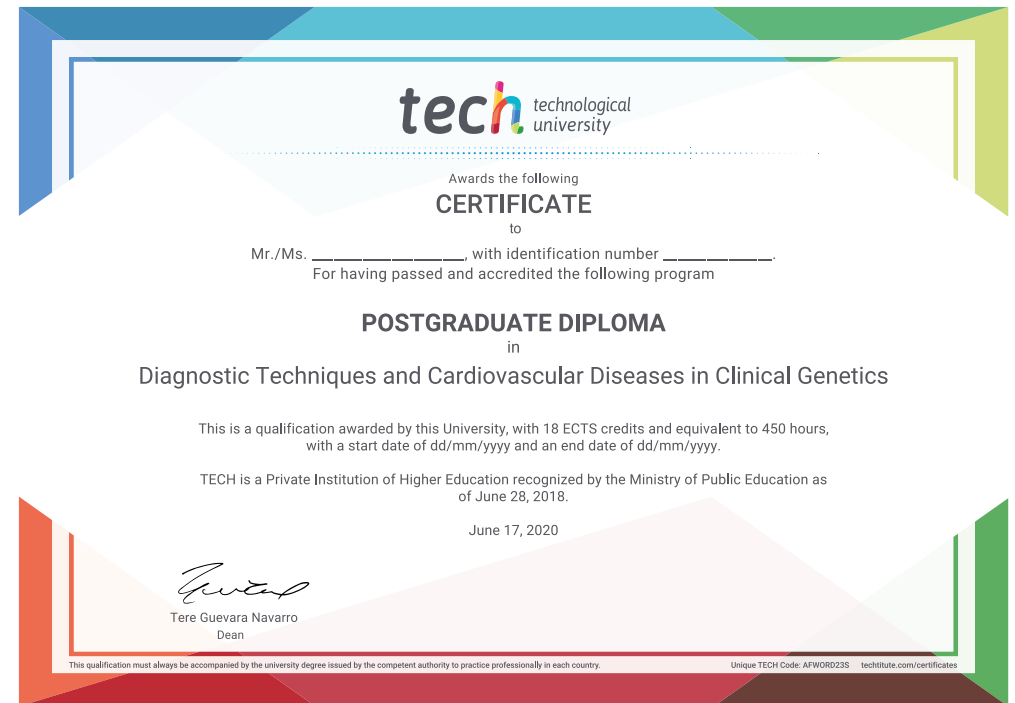 tech technological
university
Awards the following
CERTIFICATE
to
Mr./Ms. _______________, with identification number ___________.
For having passed and accredited the following program
POSTGRADUATE DIPLOMA
in
Diagnostic Techniques and Cardiovascular Diseases in Clinical Genetics
This is a qualification awarded by this University, with 18 ECTS credits and equivalent to 450 hours,
with a start date of dd/mm/yyyy and an end date of dd/mm/yyyy.
TECH is a Private Institution of Higher Education recognized by the Ministry of Public Education as
of June 28, 2018.
June 17, 2020
Tere Guevara Navarro
Dean
This qualification must always be accompanied by the university degree issued by the competent authority to practice professionally in each country.
Unique TECH Code: AFWORD23S techtitute.com/certificates